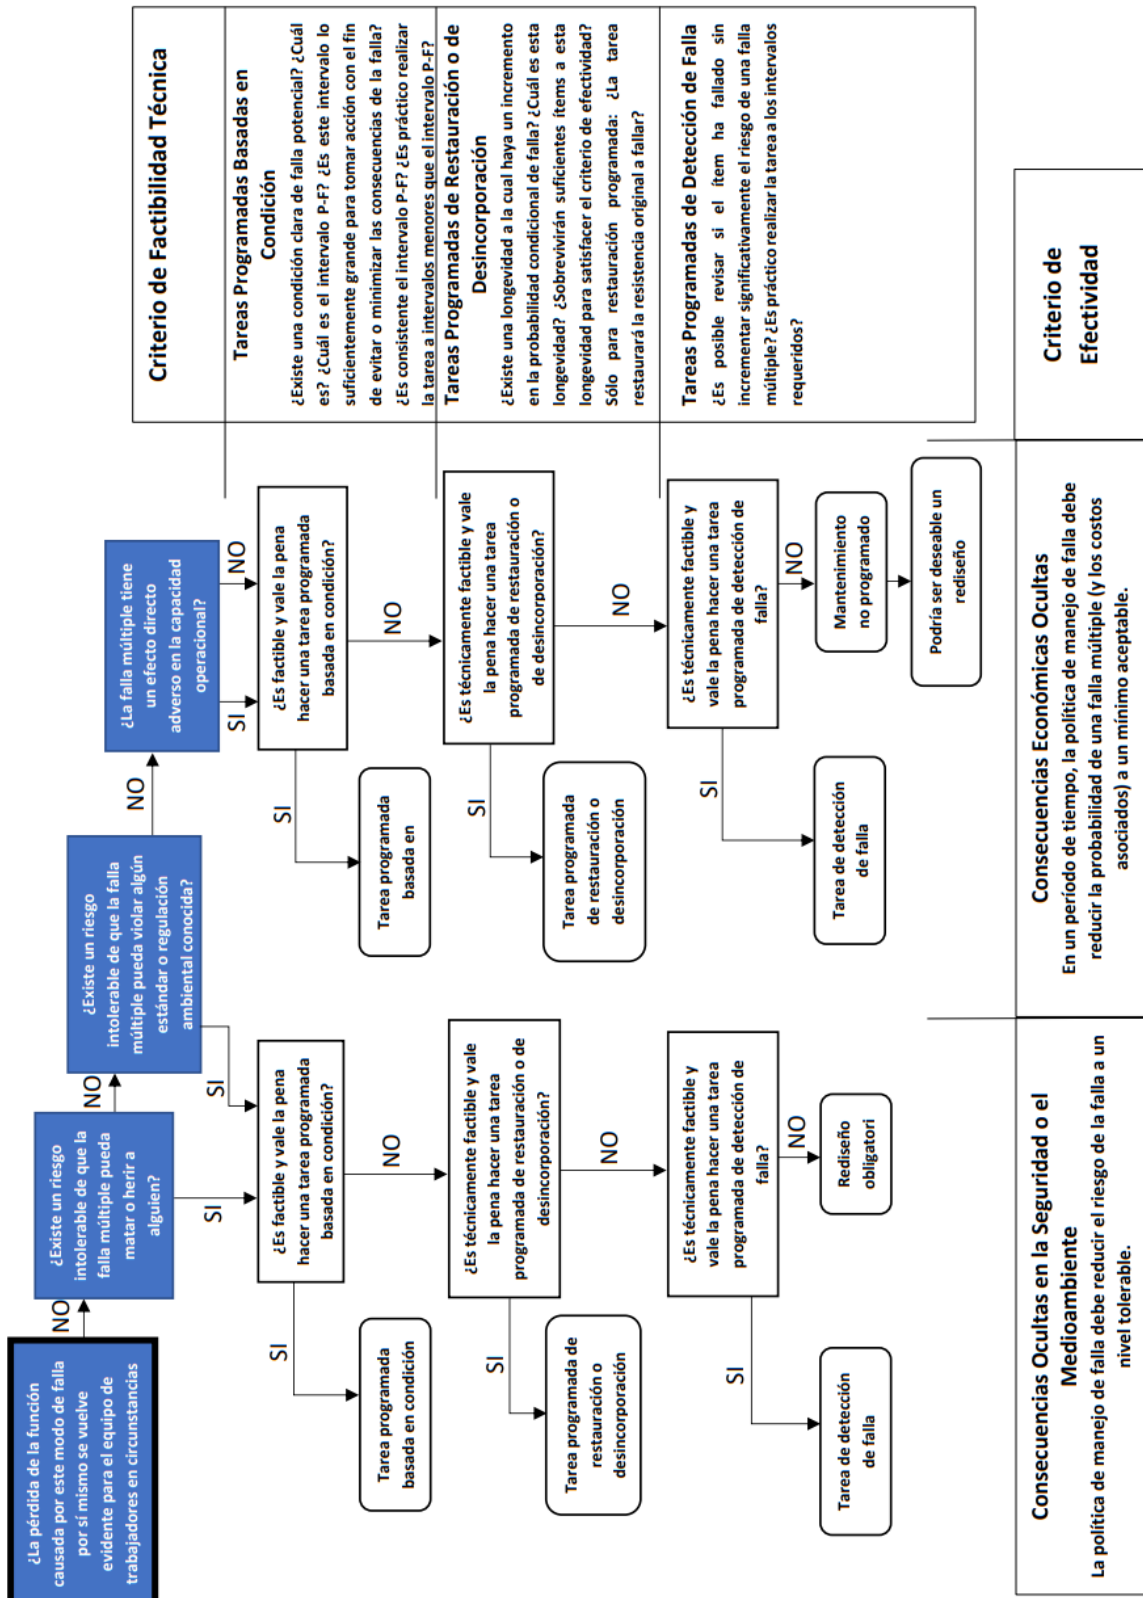 ¿La pérdida de la función
causada por este modo de falla
por sí mismo se vuelve
evidente para el equipo de
trabajadores en circunstancias
NO
¿Existe un riesgo
intolerable de que la
falla múltiple pueda
matar o herir a
alguien?
NO
SI
¿Existe un riesgo
intolerable de que la falla
múltiple pueda violar algún
estándar o regulación
ambiental conocida?
NO
SI
¿La falla múltiple tiene
un efecto directo
adverso en la capacidad
operacional?
SI
NO
¿Es factible y vale la pena
hacer una tarea programada
basada en condición?
SI
Tarea programada
basada en condición
NO
¿Es técnicamente factible y vale
la pena hacer una tarea
programada de restauración o de
desincorporación?
SI
Tarea programada de
restauración o
desincorporación
NO
¿Es técnicamente factible y
vale la pena hacer una tarea
programada de detección de
falla?
SI
Tarea de detección
de falla
NO
Rediseño
obligatori
¿Es factible y vale la pena
hacer una tarea programada
basada en condición?
SI
Tarea programada
basada en
NO
¿Es técnicamente factible y vale
la pena hacer una tarea
programada de restauración o
de desincorporación?
SI
Tarea programada
de restauración o
desincorporación
NO
¿Es técnicamente factible y
vale la pena hacer una tarea
programada de detección de
falla?
SI
Tarea de detección
de falla
NO
Mantenimiento
no programado
Podría ser deseable un
rediseño
Criterio de Factibilidad Técnica
Tareas Programadas Basadas en
Condición
¿Existe una condición clara de falla potencial? ¿Cuál
es? ¿Cuál es el intervalo P-F? ¿Es este intervalo lo
suficientemente grande para tomar acción con el fin
de evitar o minimizar las consecuencias de la falla?
¿Es consistente el intervalo P-F? ¿Es práctico realizar
la tarea a intervalos menores que el intervalo P-F?
Tareas Programadas de Restauración o de
Desincorporación
¿Existe una longevidad a la cual haya un incremento
en la probabilidad condicional de falla? ¿Cuál es esta
longevidad? ¿Sobrevivirán suficientes ítems a esta
longevidad para satisfacer el criterio de efectividad?
Sólo para restauración programada: ¿La tarea
restaurará la resistencia original a fallar?
Tareas Programadas de Detección de Falla
¿Es posible revisar si el ítem ha fallado sin
incrementar significativamente el riesgo de una falla
múltiple? ¿Es práctico realizar la tarea a los intervalos
requeridos?
Consecuencias Ocultas en la Seguridad o el
Medioambiente
La política de manejo de falla debe reducir el riesgo de la falla a un
nivel tolerable.
Consecuencias Económicas Ocultas
En un período de tiempo, la política de manejo de falla debe
reducir la probabilidad de una falla múltiple (y los costos
asociados) a un mínimo aceptable.
Criterio de
Efectividad